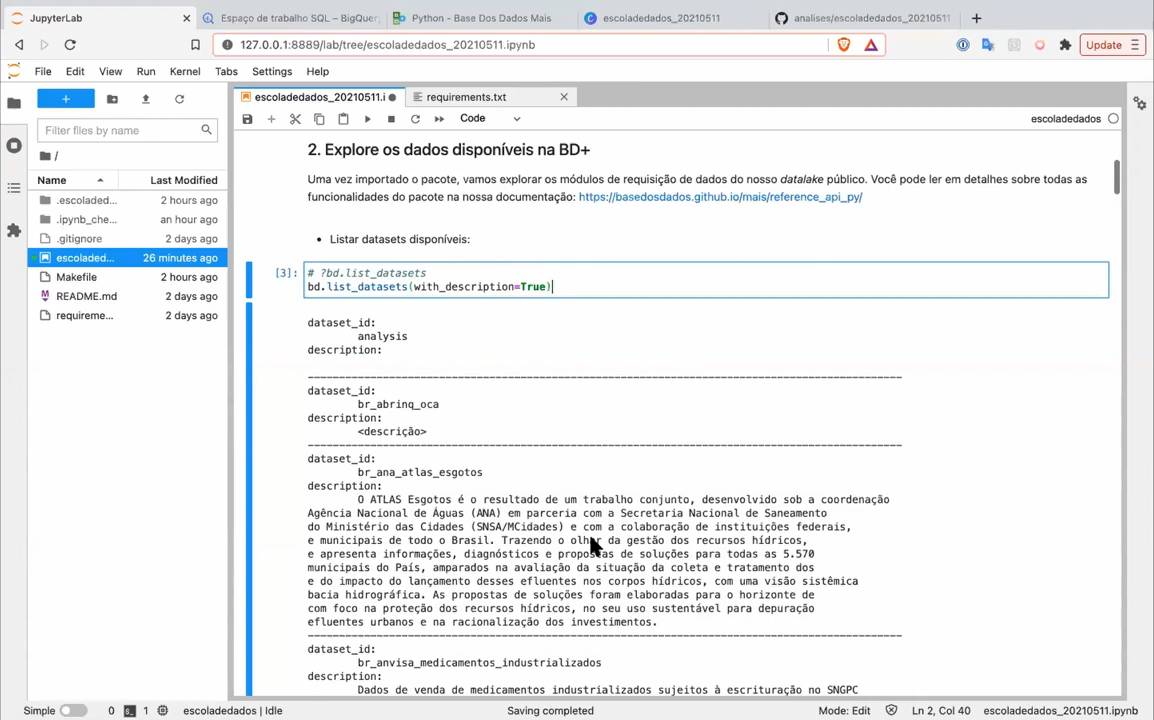 JupyterLab
Espaço de trabalho SQL – BigQuer
Python - Base Dos Dados Mais
escoladedados_20210511
analises/escoladedados_20210511
127.0.0.1:8889/lab/tree/escoladedados_20210511.ipynb
Update
File Edit View Run Kernel Tabs Settings Help
escoladedados_20210511.i
requirements.txt
Code
escoladedados
Filter files by name
/
Name Last Modified
.escoladed... 2 hours ago
.ipynb_che... an hour ago
.gitignore 2 days ago
escoladed... 26 minutes ago
Makefile 2 hours ago
README.md 2 days ago
requireme... 2 days ago
2. Explore os dados disponíveis na BD+
Uma vez importado o pacote, vamos explorar os módulos de requisição de dados do nosso datalake público. Você pode ler em detalhes sobre todas as
funcionalidades do pacote na nossa documentação: https://basedosdados.github.io/mais/reference_api_py/
• Listar datasets disponíveis:
[3]: # ?bd.list_datasets
bd.list_datasets(with_description=True)
dataset_id:
analysis
description:
dataset_id:
br_abrinq_oca
description:
<descrição>
dataset_id:
br_ana_atlas_esgotos
description:
O ATLAS Esgotos é o resultado de um trabalho conjunto, desenvolvido sob a coordenação
Agência Nacional de Águas (ANA) em parceria com a Secretaria Nacional de Saneamento
do Ministério das Cidades (SNSA/MCidades) e com a colaboração de instituições federais,
e municipais de todo o Brasil. Trazendo o olhar da gestão dos recursos hídricos,
e apresenta informações, diagnósticos e propostas de soluções para todas as 5.570
municipais do País, amparados na avaliação da situação da coleta e tratamento dos
e do impacto do lançamento desses efluentes nos corpos hídricos, com uma visão sistêmica
bacia hidrográfica. As propostas de soluções foram elaboradas para o horizonte de
com foco na proteção dos recursos hídricos, no seu uso sustentável para depuração
efluentes urbanos e na racionalização dos investimentos.
dataset_id:
br_anvisa_medicamentos_industrializados
description:
Dados de venda de medicamentos industrializados sujeitos à escrituração no SNGPC
Simple 0 1 escoladedados | Idle Saving completed Mode: Edit Ln 2, Col 40 escoladedados_20210511.ipynb